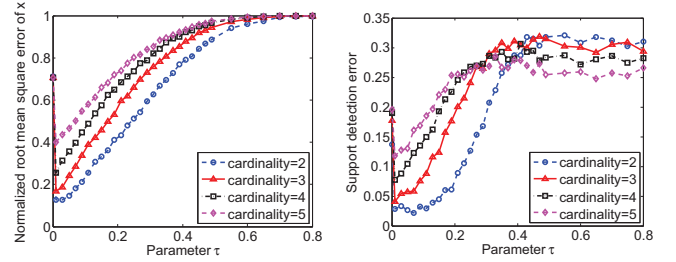 Normalized root mean square error of x
1
0.8
0.6
0.4
0.2
0
0 0.2 0.4 0.6 0.8
Parameter τ
cardinality=2
cardinality=3
cardinality=4
cardinality=5
Support detection error
0.35
0.3
0.25
0.2
0.15
0.1
0.05
0
0 0.2 0.4 0.6 0.8
Parameter τ
cardinality=2
cardinality=3
cardinality=4
cardinality=5